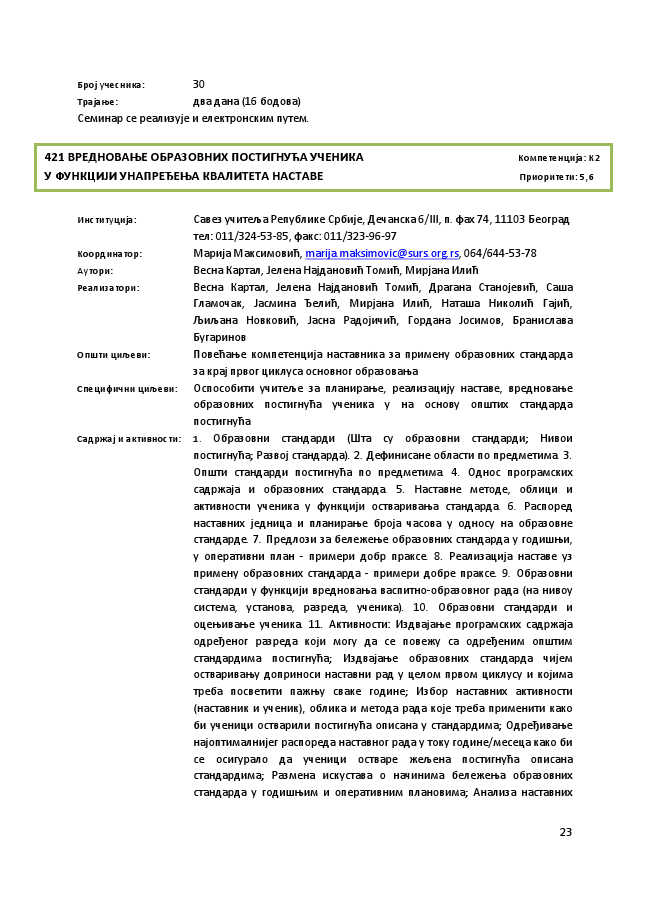 Број учесника: 30
Трајање: два дана (16 бодова)
Семинар се реализује и електронским путем.
421 ВРЕДНОВАЊЕ ОБРАЗОВНИХ ПОСТИГНУЋА УЧЕНИКА Компетенција: К2
У ФУНКЦИЈИ УНАПРЕЂЕЊА КВАЛИТЕТА НАСТАВЕ Приоритети: 5,6
Институција: Савез учитеља Републике Србије, Дечанска 6/III, п. фах 74, 11103 Београд
тел: 011/324-53-85, факс: 011/323-96-97
Координатор: Марија Максимовић, marija.maksimovic@surs.org.rs, 064/644-53-78
Аутори: Весна Картал, Јелена Најдановић Томић, Мирјана Илић
Реализатори: Весна Картал, Јелена Најдановић Томић, Драгана Станојевић, Саша
Гламочак, Јасмина Ђелић, Мирјана Илић, Наташа Николић Гајић,
Љиљана Новковић, Јасна Радојичић, Гордана Јосимов, Бранислава
Бугаринов
Општи циљеви: Повећање компетенција наставника за примену образовних стандарда
за крај првог циклуса основног образовања
Специфични циљеви: Оспособити учитеље за планирање, реализацију наставе, вредновање
образовних постигнућа ученика у на основу општих стандарда
постигнућа
Садржај и активности: 1. Образовни стандарди (Шта су образовни стандарди; Нивои
постигнућа; Развој стандарда). 2. Дефинисане области по предметима. 3.
Општи стандарди постигнућа по предметима. 4. Однос програмских
садржаја и образовних стандарда. 5. Наставне методе, облици и
активности ученика у функцији остваривања стандарда. 6. Распоред
наставних једница и планирање броја часова у односу на образовне
стандарде. 7. Предлози за бележење образовних стандарда у годишњи,
у оперативни план - примери добр праксе. 8. Реализација наставе уз
примену образовних стандарда - примери добре праксе. 9. Образовни
стандарди у функцији вредновања васпитно-образовног рада (на нивоу
система, установа, разреда, ученика). 10. Образовни стандарди и
оцењивање ученика. 11. Активности: Издвајање програмских садржаја
одређеног разреда који могу да се повежу са одређеним општим
стандардима постигнућа; Издвајање образовних стандарда чијем
остваривању доприноси наставни рад у целом првом циклусу и којима
треба посветити пажњу сваке године; Избор наставних активности
(наставник и ученик), облика и метода рада које треба применити како
би ученици остварили постигнућа описана у стандардима; Одређивање
најоптималнијег распореда наставног рада у току године/месеца како би
се осигурало да ученици остваре жељена постигнућа описана
стандардима; Размена искустава о начинима бележења образовних
стандарда у годишњим и оперативним плановима; Анализа наставних
23